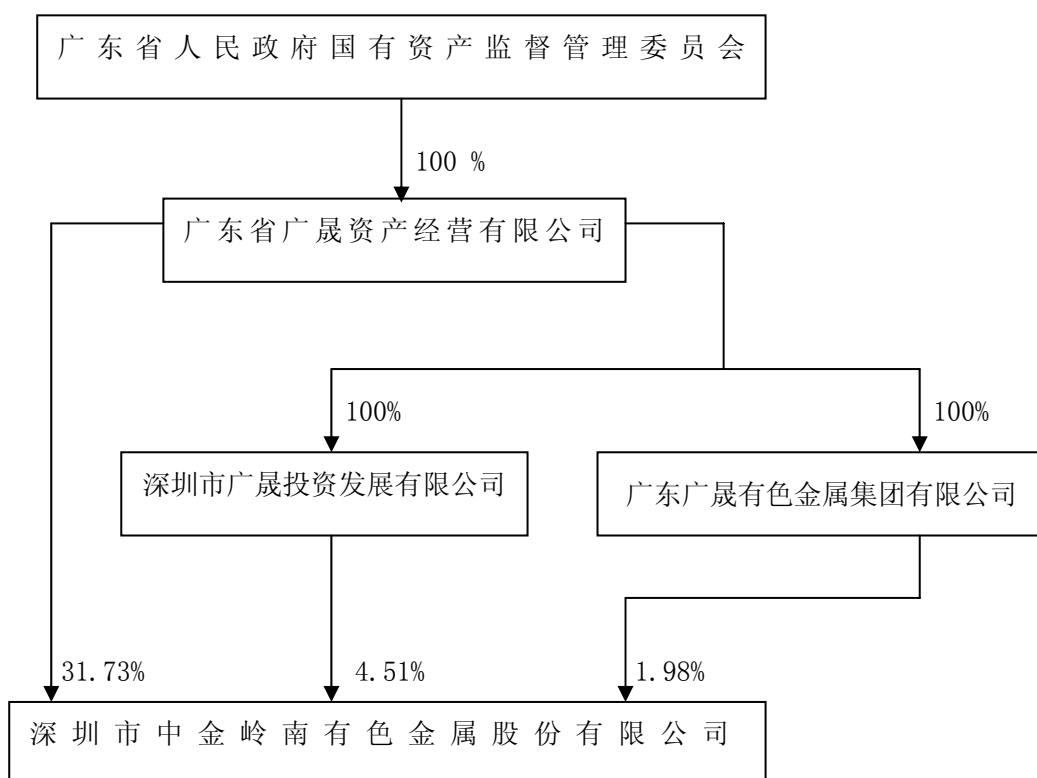 广东省人民政府国有资产监督管理委员会
100 %
广东省广晟资产经营有限公司
100%
100%
深圳市广晟投资发展有限公司
广东广晟有色金属集团有限公司
31.73%
4.51%
1.98%
深圳市中金岭南有色金属股份有限公司